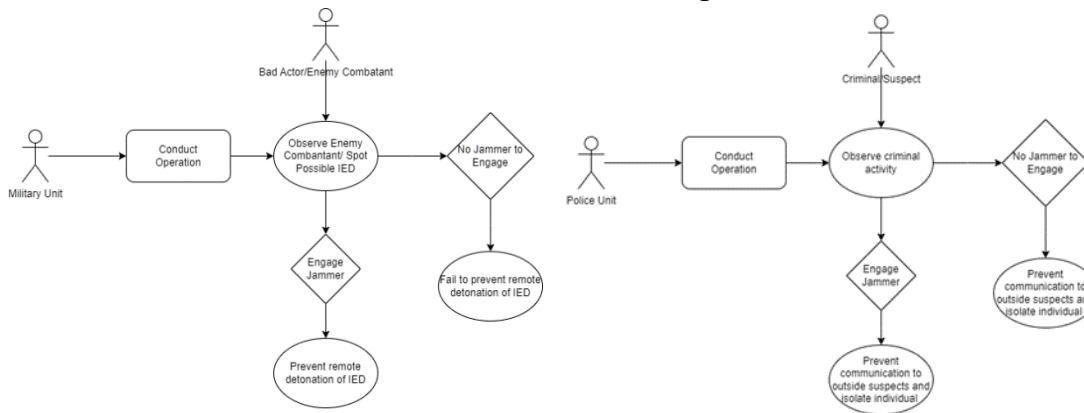 Bad Actor/Enemy Combatant
Military Unit
Conduct
Operation
Observe Enemy
Combantant/ Spot
Possible IED
No Jammer to
Engage
Engage
Jammer
Fail to prevent remote
detonation of IED
Prevent remote
detonation of IED
Criminal/Suspect
Police Unit
Conduct
Operation
Observe criminal
activity
No Jammer to
Engage
Engage
Jammer
Prevent
communication to
outside suspects an
isolate individual
Prevent
communication to
outside suspects and
isolate individual